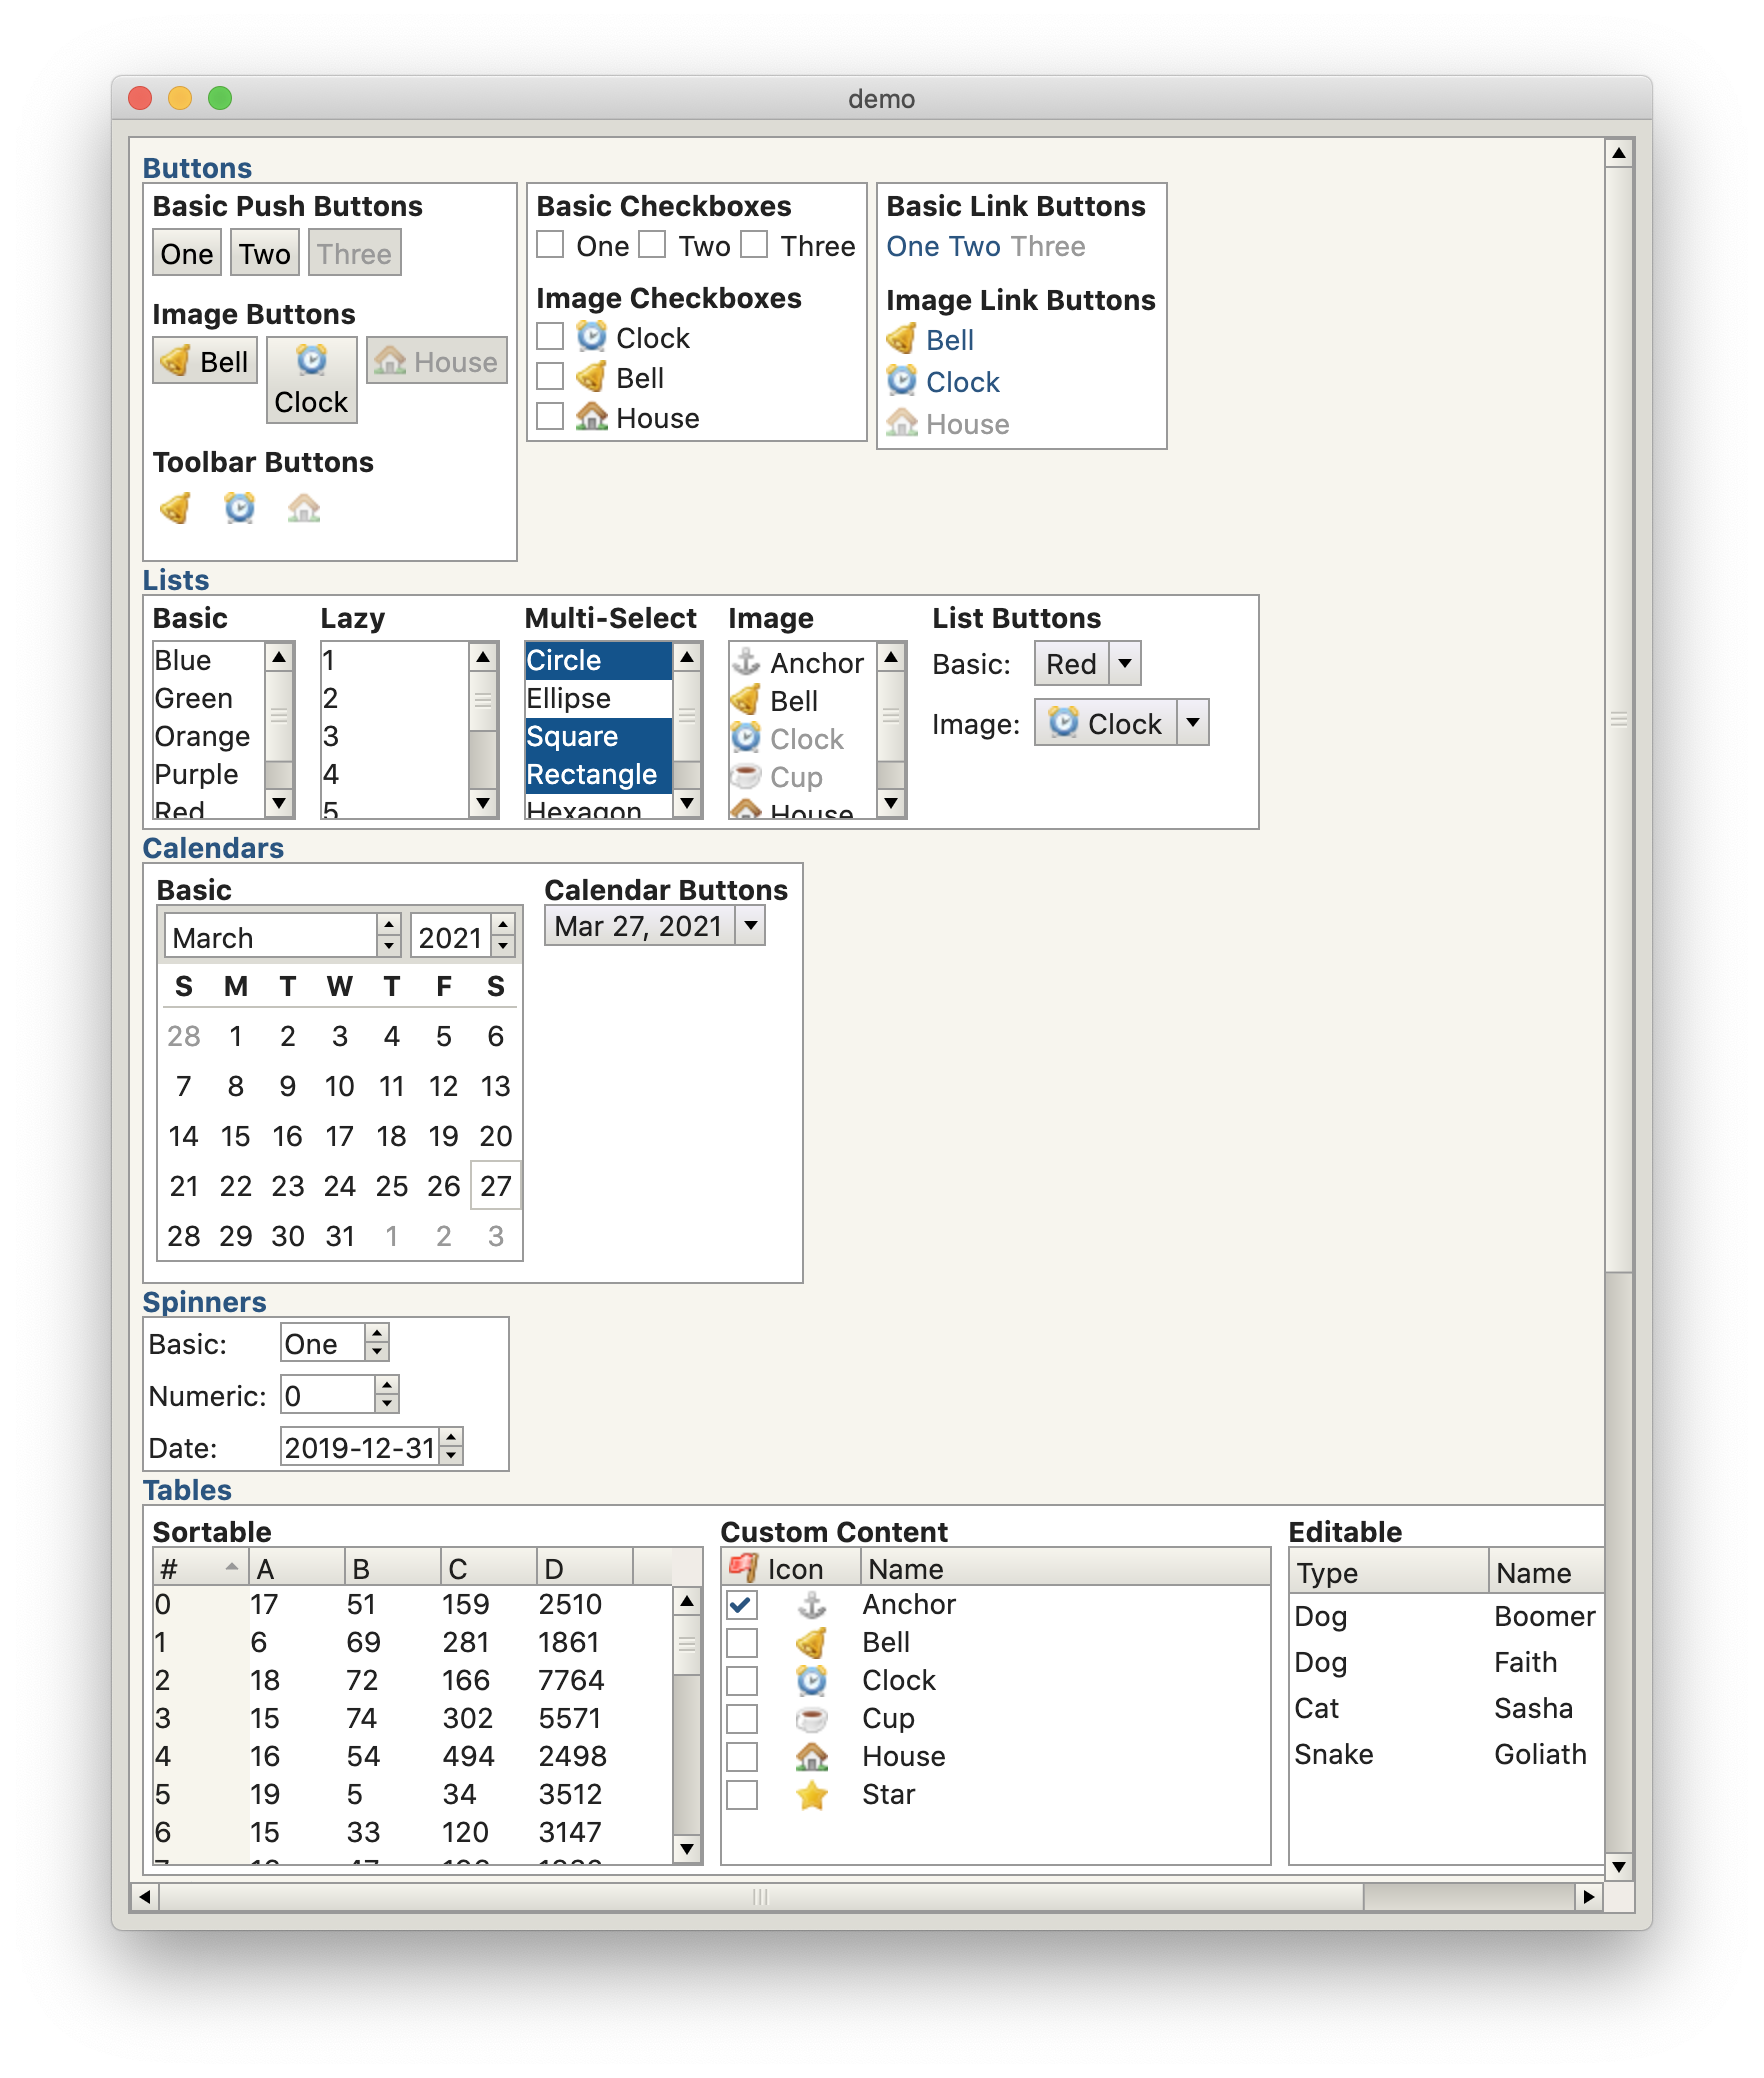 demo
Buttons
Basic Push Buttons
One Two Three
Image Buttons
Bell Clock House
Toolbar Buttons
Basic Checkboxes
One Two Three
Image Checkboxes
Clock
Bell
House
Basic Link Buttons
One Two Three
Image Link Buttons
Bell
Clock
House
Lists
Basic
Blue
Green
Orange
Purple
Red
Lazy
1
2
3
4
5
Multi-Select
Circle
Ellipse
Square
Rectangle
Hexagon
Image
Anchor
Bell
Clock
Cup
House
List Buttons
Basic: Red
Image: Clock
Calendars
Basic
March 2021
S M T W T F S
28 1 2 3 4 5 6
7 8 9 10 11 12 13
14 15 16 17 18 19 20
21 22 23 24 25 26 27
28 29 30 31 1 2 3
Calendar Buttons
Mar 27, 2021
Spinners
Basic: One
Numeric: 0
Date: 2019-12-31
Tables
Sortable
# A B C D
0 17 51 159 2510
1 6 69 281 1861
2 18 72 166 7764
3 15 74 302 5571
4 16 54 494 2498
5 19 5 34 3512
6 15 33 120 3147
Custom Content
Icon Name
Anchor
Bell
Clock
Cup
House
Star
Editable
Type Name
Dog Boomer
Dog Faith
Cat Sasha
Snake Goliath